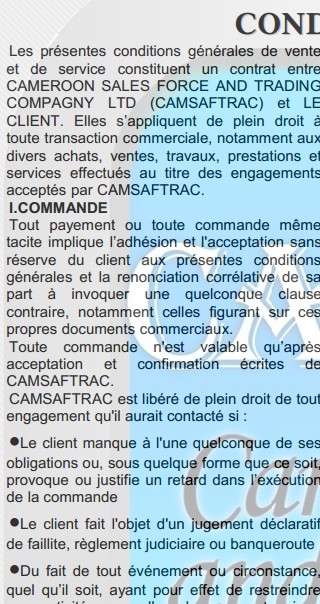 COND
Les présentes conditions générales de vente
et de service constituent un contrat entre
CAMEROON SALES FORCE AND TRADING
COMPAGNY LTD (CAMSAFTRAC) et LE
CLIENT. Elles s'appliquent de plein droit à
toute transaction commerciale, notamment aux
divers achats, ventes, travaux, prestations et
services effectués au titre des engagements
acceptés par CAMSAFTRAC.
I.COMMANDE
Tout payement ou toute commande même
tacite implique l'adhésion et l'acceptation sans
réserve du client aux présentes conditions
générales et la renonciation corrélative de sa
part à invoquer une quelconque clause
contraire, notamment celles figurant sur ces
propres documents commerciaux.
Toute commande n'est valable qu'après
acceptation et confirmation écrites de
CAMSAFTRAC.
CAMSAFTRAC est libéré de plein droit de tout
engagement qu'il aurait contacté si :
●Le client manque à l'une quelconque de ses
obligations ou, sous quelque forme que ce soit,
provoque ou justifie un retard dans l'exécution
de la commande
●Le client fait l'objet d'un jugement déclaratif
de faillite, règlement judiciaire ou banqueroute
●Du fait de tout événement ou circonstance,
quel qu'il soit, ayant pour effet de restreindre